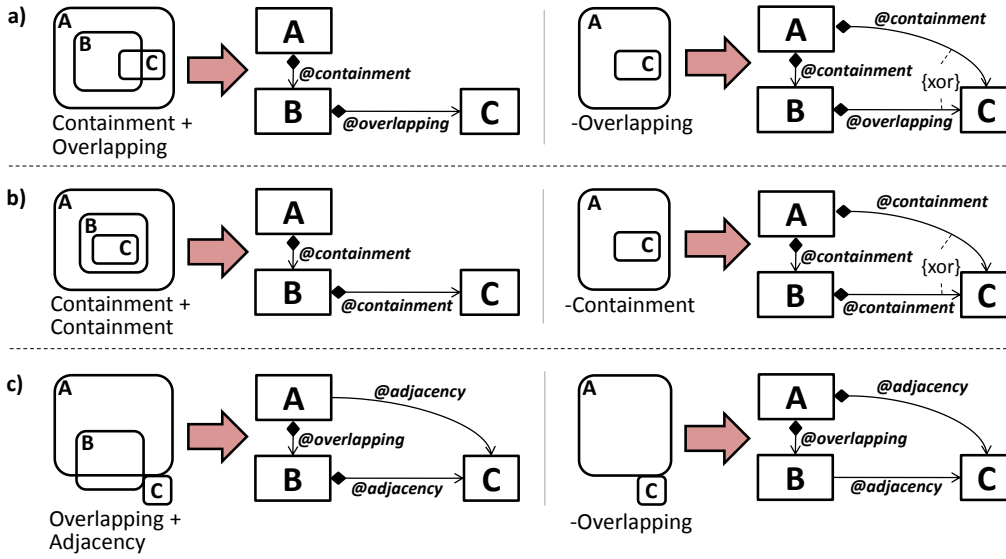 a)
A
B
C
Containment +
Overlapping
A
@containment
B
@overlapping
C
A
C
-Overlapping
A
@containment
@containment
{xor}
B
@overlapping
C
b)
A
B
C
Containment +
Containment
A
@containment
B
@containment
C
A
C
-Containment
A
@containment
@containment
{xor}
B
@containment
C
c)
A
B
C
Overlapping +
Adjacency
A
@adjacency
@overlapping
B
@adjacency
C
A
C
-Overlapping
A
@adjacency
@overlapping
B
@adjacency
C